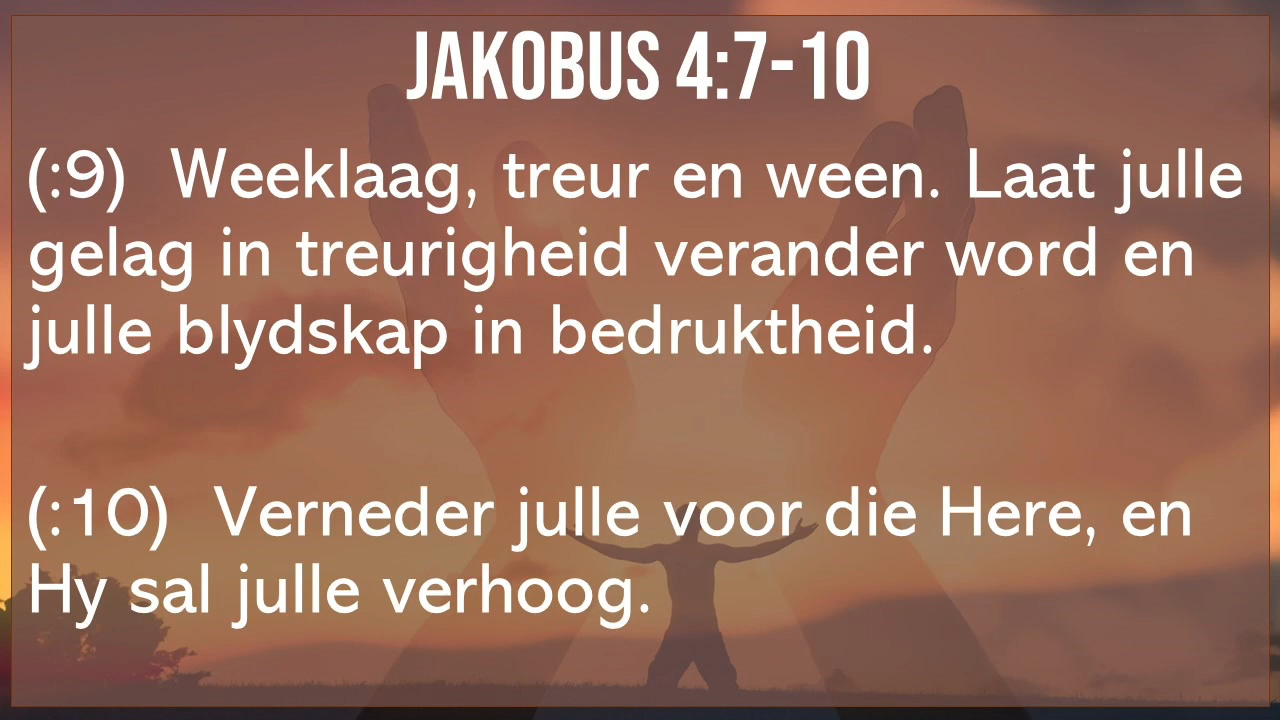 JAKOBUS 4:7-10
(:9)  Weeklaag, treur en ween. Laat julle
gelag in treurigheid verander word en
julle blydskap in bedruktheid.
(:10)  Verneder julle voor die Here, en
Hy sal julle verhoog.